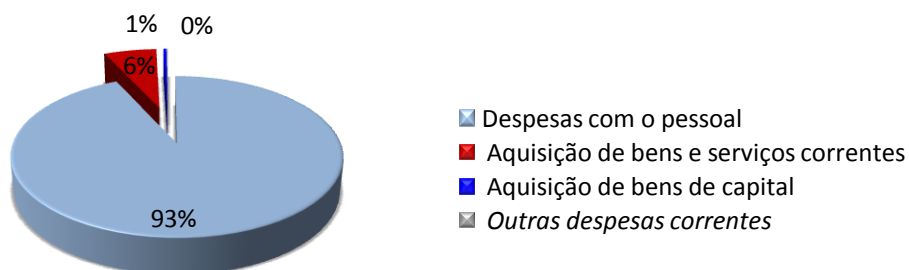 1% 0%
6%
93%
Despesas com o pessoal
Aquisição de bens e serviços correntes
Aquisição de bens de capital
Outras despesas correntes